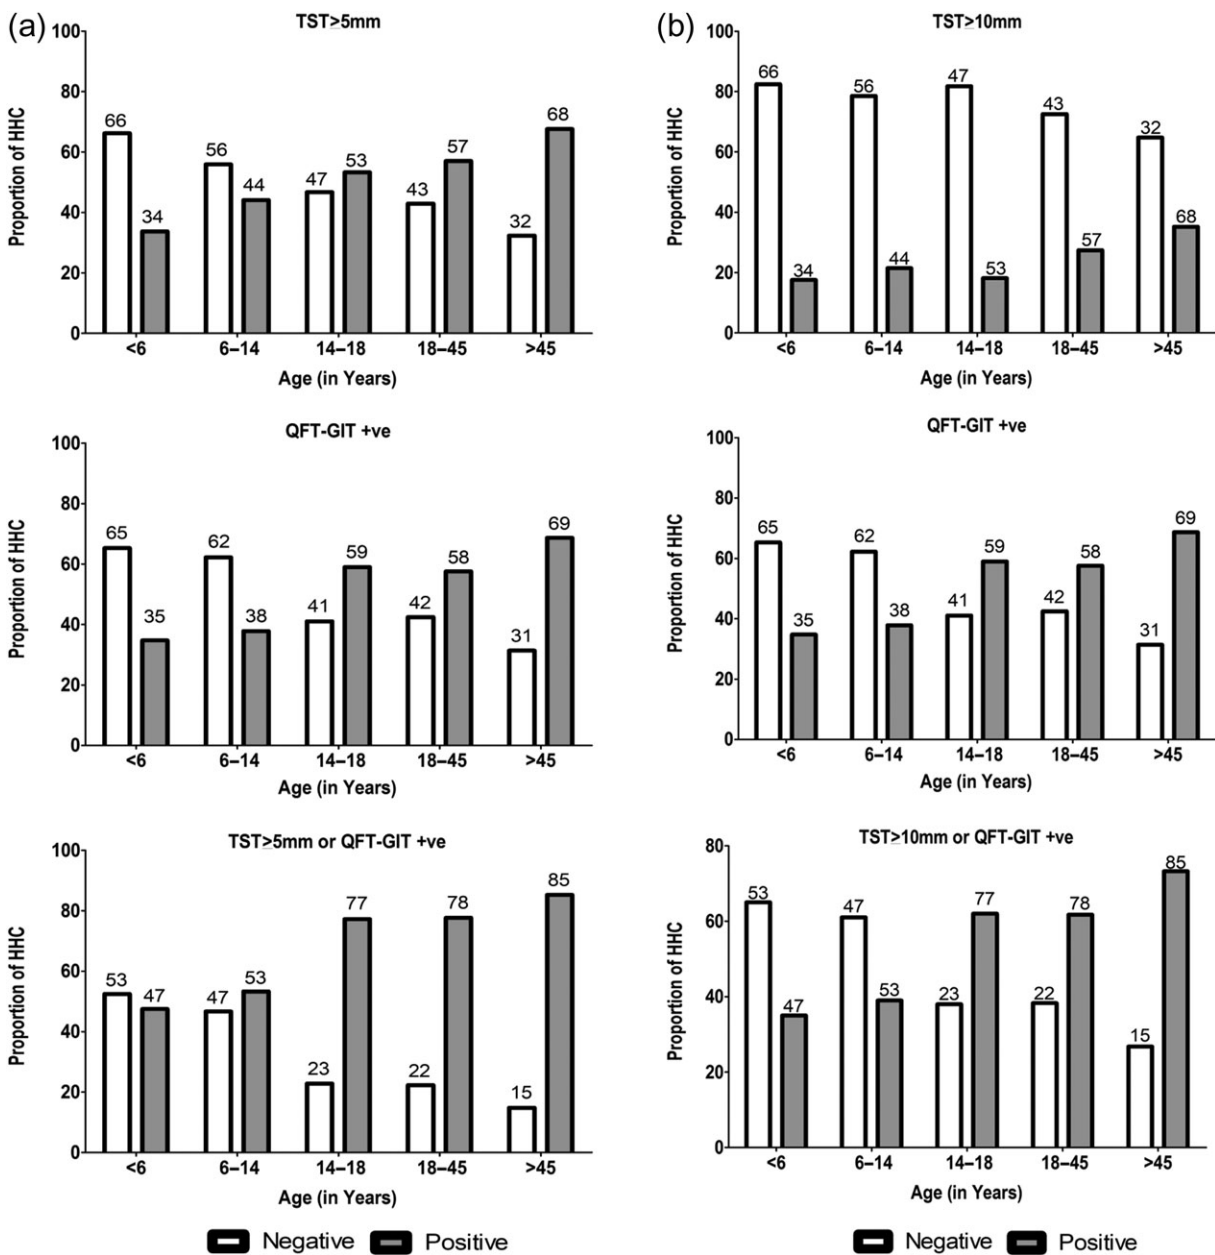 (a)
TST≥5mm
Proportion of HHC
100
80
60
40
20
0
66 34 56 44 47 53 43 57 32 68
<6 6–14 14–18 18–45 >45
Age (in Years)
QFT-GIT +ve
Proportion of HHC
100
80
60
40
20
0
65 35 62 38 41 59 42 58 31 69
<6 6–14 14–18 18–45 >45
Age (in Years)
TST≥5mm or QFT-GIT +ve
Proportion of HHC
100
80
60
40
20
0
53 47 47 53 23 77 22 78 15 85
<6 6–14 14–18 18–45 >45
Age (in Years)
Negative Positive
(b)
TST≥10mm
Proportion of HHC
100
80
60
40
20
0
66 34 56 44 47 53 43 57 32 68
<6 6–14 14–18 18–45 >45
Age (in Years)
QFT-GIT +ve
Proportion of HHC
100
80
60
40
20
0
65 35 62 38 41 59 42 58 31 69
<6 6–14 14–18 18–45 >45
Age (in Years)
TST≥10mm or QFT-GIT +ve
Proportion of HHC
80
60
40
20
0
53 47 47 53 23 77 22 78 15 85
<6 6–14 14–18 18–45 >45
Age (in Years)
Negative Positive